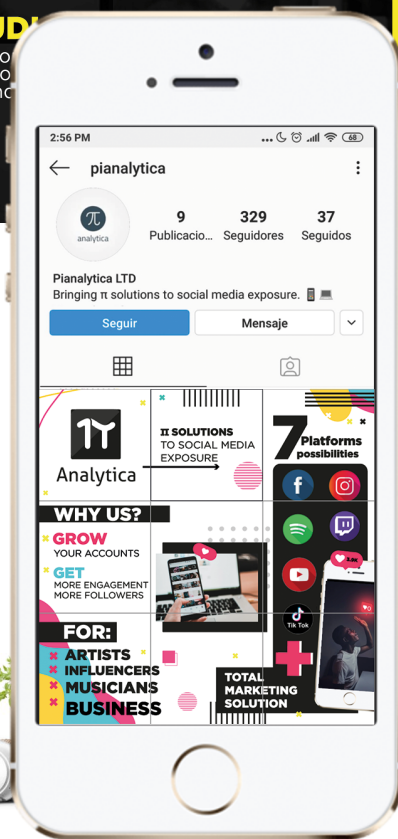 UDI
2:56 PM
68
pianalytica
π
analytica
9
329
37
Publicacio...
Seguidores
Seguidos
Pianalytica LTD
Bringing π solutions to social media exposure.
Seguir
Mensaje
Analytica
π SOLUTIONS
TO SOCIAL MEDIA
EXPOSURE
7 Platforms
possibilities
WHY US?
GROW
YOUR ACCOUNTS
GET
MORE ENGAGEMENT
MORE FOLLOWERS
Tik Tok
FOR:
ARTISTS
INFLUENCERS
MUSICIANS
BUSINESS
TOTAL
MARKETING
SOLUTION